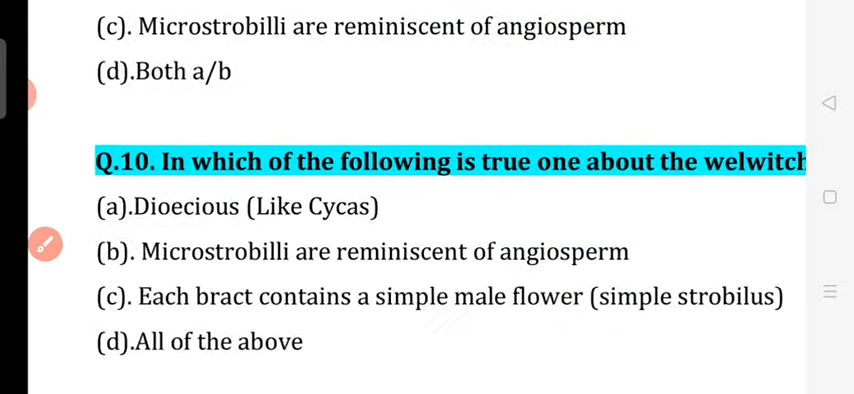 (c). Microstrobilli are reminiscent of angiosperm
(d).Both a/b
Q.10. In which of the following is true one about the welwitch
(a).Dioecious (Like Cycas)
(b). Microstrobilli are reminiscent of angiosperm
(c). Each bract contains a simple male flower (simple strobilus)
(d).All of the above